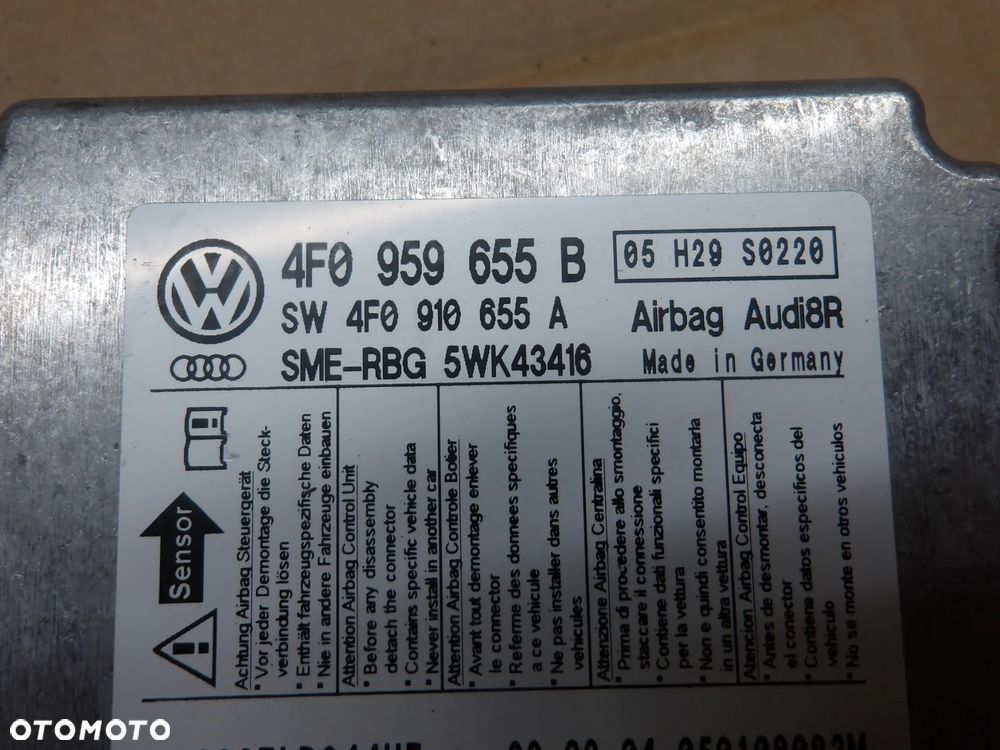 4F0 959 655 B
05 H29 S0220
SW 4F0 910 655 A
Airbag Audi8R
SME-RBG 5WK43416
Made in Germany
Sensor
Achtung Airbag Steuergerät
* Vor jeder Demontage die Steck-
verbindung lösen
* Enthält fahrzeugspezifische Daten
* Nie in andere Fahrzeuge einbauen
Attention Airbag Control Unit
* Before any disassembly
detach the connector
* Contains specific vehicle data
* Never install in another car
Attention Airbag Controle Boîtier
* Avant tout demontage enlever
le connector
* Referme des donnees specifiques
a ce vehicule
* Ne pas installer dans autres
vehicules
Attenzione Airbag Centralina
* Prima di procedere allo smontaggio,
staccare il connessione
* Contiene dati funzionali specifici
per la vettura
* Non e quindi consentito montarla
in un altra vettura
Atencion Airbag Control Equipo
* Antes de desmontar, desconecta
el conector
* Contiene datos especificos del
vehiculo
* No se monte en otros vehiculos
OTOMOTO